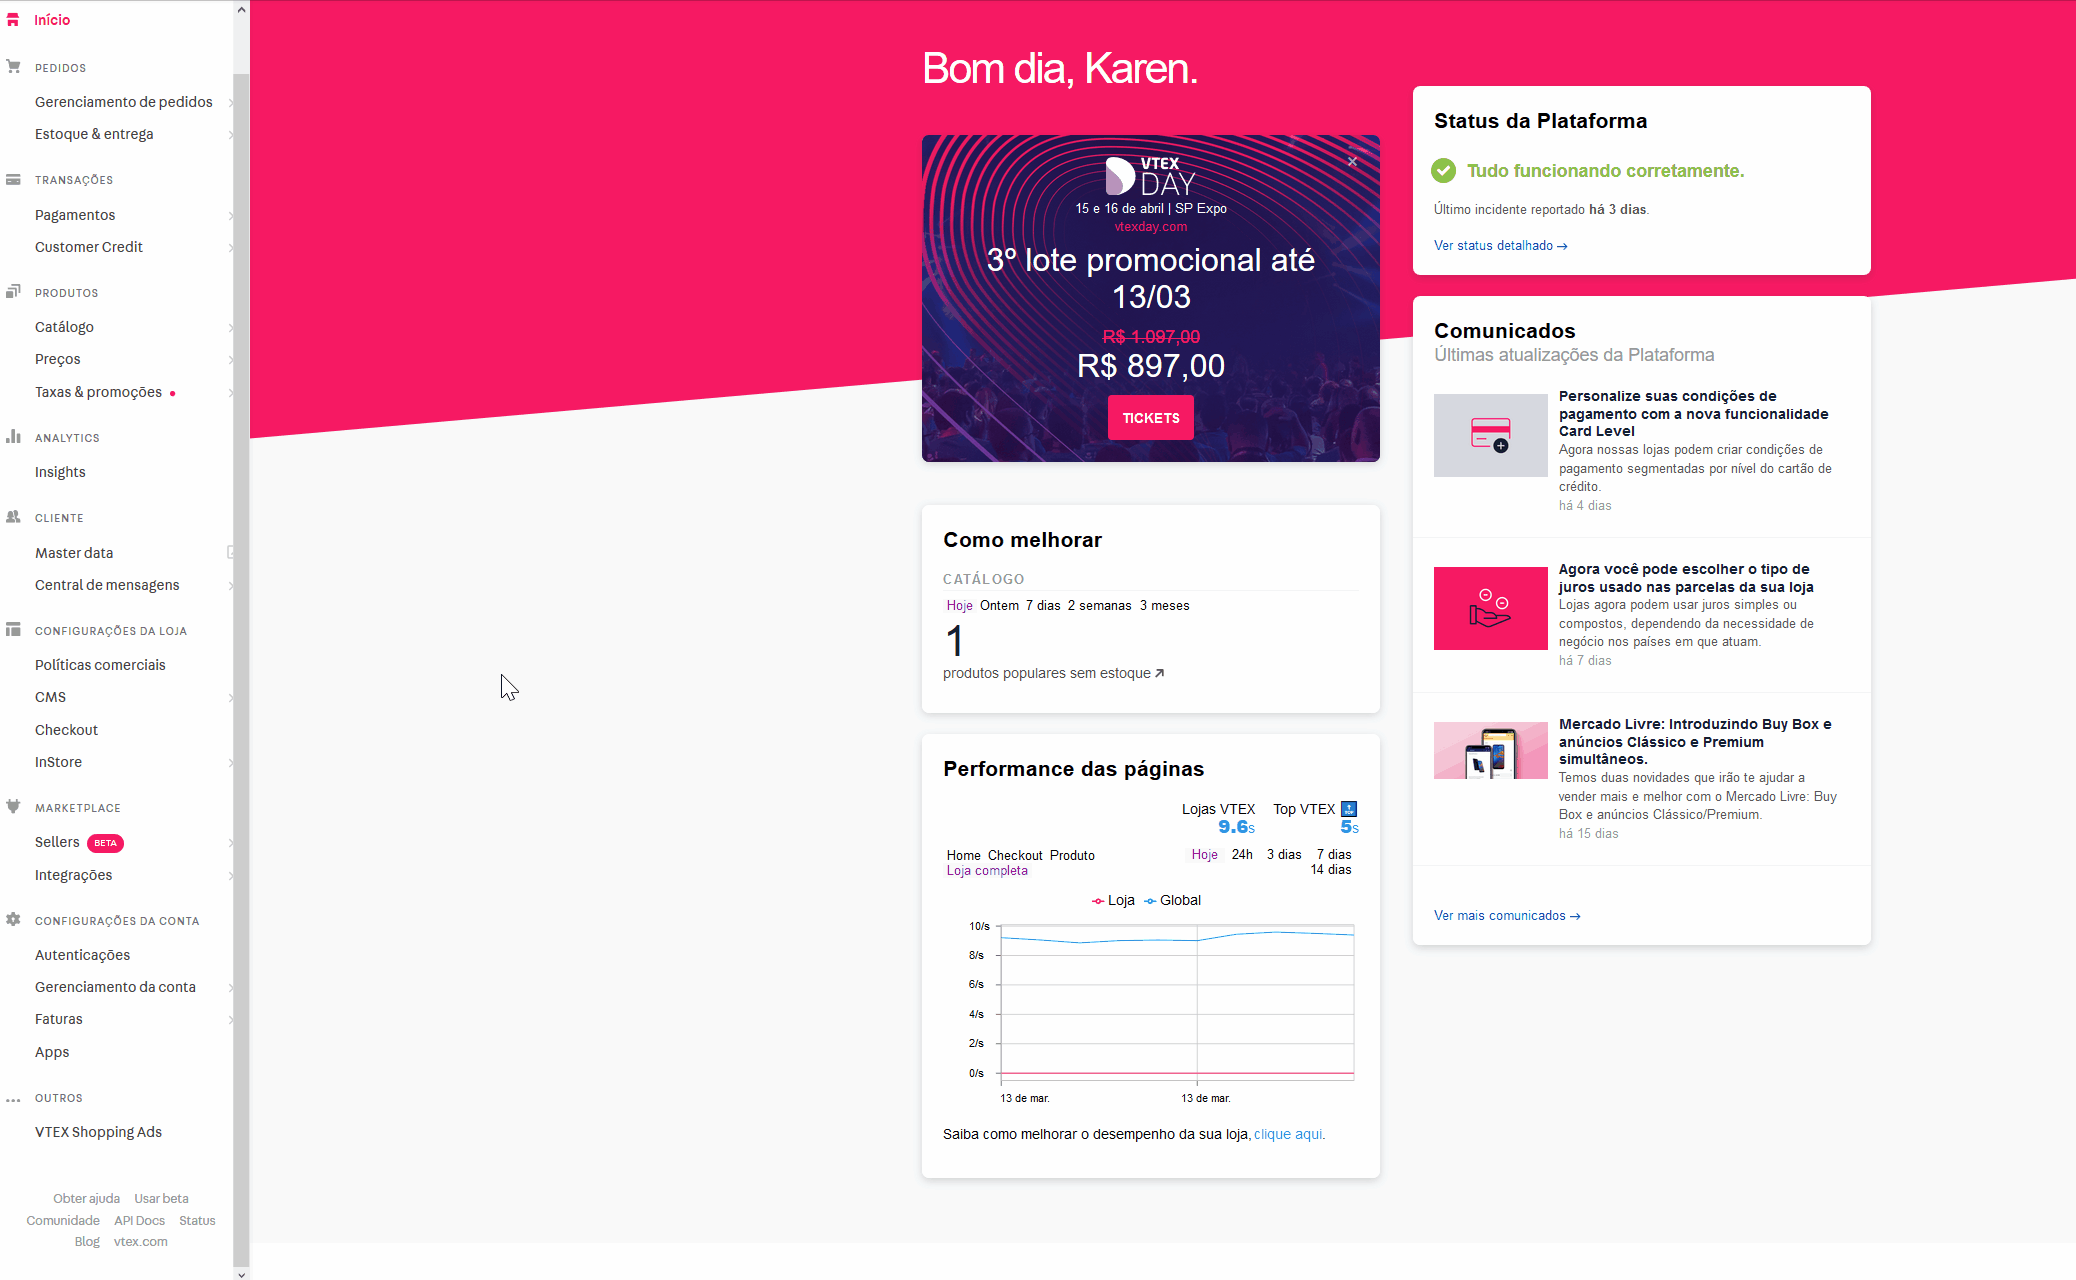 Início
PEDIDOS
Gerenciamento de pedidos
Estoque & entrega
TRANSAÇÕES
Pagamentos
Customer Credit
PRODUTOS
Catálogo
Preços
Taxas & promoções
ANALYTICS
Insights
CLIENTE
Master data
Central de mensagens
CONFIGURAÇÕES DA LOJA
Políticas comerciais
CMS
Checkout
InStore
MARKETPLACE
Sellers BETA
Integrações
CONFIGURAÇÕES DA CONTA
Autenticações
Gerenciamento da conta
Faturas
Apps
OUTROS
VTEX Shopping Ads
Obter ajuda Usar beta
Comunidade API Docs Status
Blog vtex.com
Bom dia, Karen.
VTEX
DAY
15 e 16 de abril | SP Expo
vtexday.com
3º lote promocional até
13/03
R$ 1.097,00
R$ 897,00
TICKETS
Como melhorar
CATÁLOGO
Hoje Ontem 7 dias 2 semanas 3 meses
1
produtos populares sem estoque
Performance das páginas
Lojas VTEX Top VTEX
9.6s 5s
Home Checkout Produto
Loja completa
Hoje 24h 3 dias 7 dias
14 dias
Loja Global
10/s
8/s
6/s
4/s
2/s
0/s
13 de mar. 13 de mar.
Saiba como melhorar o desempenho da sua loja, clique aqui.
Status da Plataforma
Tudo funcionando corretamente.
Último incidente reportado há 3 dias.
Ver status detalhado →
Comunicados
Últimas atualizações da Plataforma
Personalize suas condições de
pagamento com a nova funcionalidade
Card Level
Agora nossas lojas podem criar condições de
pagamento segmentadas por nível do cartão de
crédito.
há 4 dias
Agora você pode escolher o tipo de
juros usado nas parcelas da sua loja
Lojas agora podem usar juros simples ou
compostos, dependendo da necessidade de
negócio nos países em que atuam.
há 7 dias
Mercado Livre: Introduzindo Buy Box e
anúncios Clássico e Premium
simultâneos.
Temos duas novidades que irão te ajudar a
vender mais e melhor com o Mercado Livre: Buy
Box e anúncios Clássico/Premium.
há 15 dias
Ver mais comunicados →